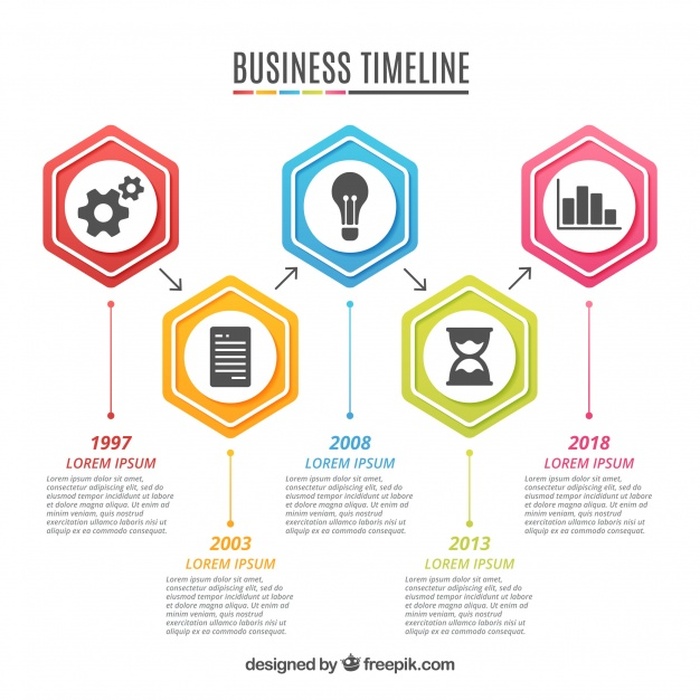 BUSINESS TIMELINE
1997
LOREM IPSUM
Lorem ipsum dolor sit amet,
consectetur adipiscing elit, sed do
eiusmod tempor incididunt ut labore
et dolore magna aliqua. Ut enim ad
minim veniam, quis nostrud
exercitation ullamco laboris nisi ut
aliquip ex ea commodo consequat.
2003
LOREM IPSUM
Lorem ipsum dolor sit amet,
consectetur adipiscing elit, sed do
eiusmod tempor incididunt ut labore
et dolore magna aliqua. Ut enim ad
minim veniam, quis nostrud
exercitation ullamco laboris nisi ut
aliquip ex ea commodo consequat.
2008
LOREM IPSUM
Lorem ipsum dolor sit amet,
consectetur adipiscing elit, sed do
eiusmod tempor incididunt ut labore
et dolore magna aliqua. Ut enim ad
minim veniam, quis nostrud
exercitation ullamco laboris nisi ut
aliquip ex ea commodo consequat.
2013
LOREM IPSUM
Lorem ipsum dolor sit amet,
consectetur adipiscing elit, sed do
eiusmod tempor incididunt ut labore
et dolore magna aliqua. Ut enim ad
minim veniam, quis nostrud
exercitation ullamco laboris nisi ut
aliquip ex ea commodo consequat.
2018
LOREM IPSUM
Lorem ipsum dolor sit amet,
consectetur adipiscing elit, sed do
eiusmod tempor incididunt ut labore
et dolore magna aliqua. Ut enim ad
minim veniam, quis nostrud
exercitation ullamco laboris nisi ut
aliquip ex ea commodo consequat.
designed by freepik.com